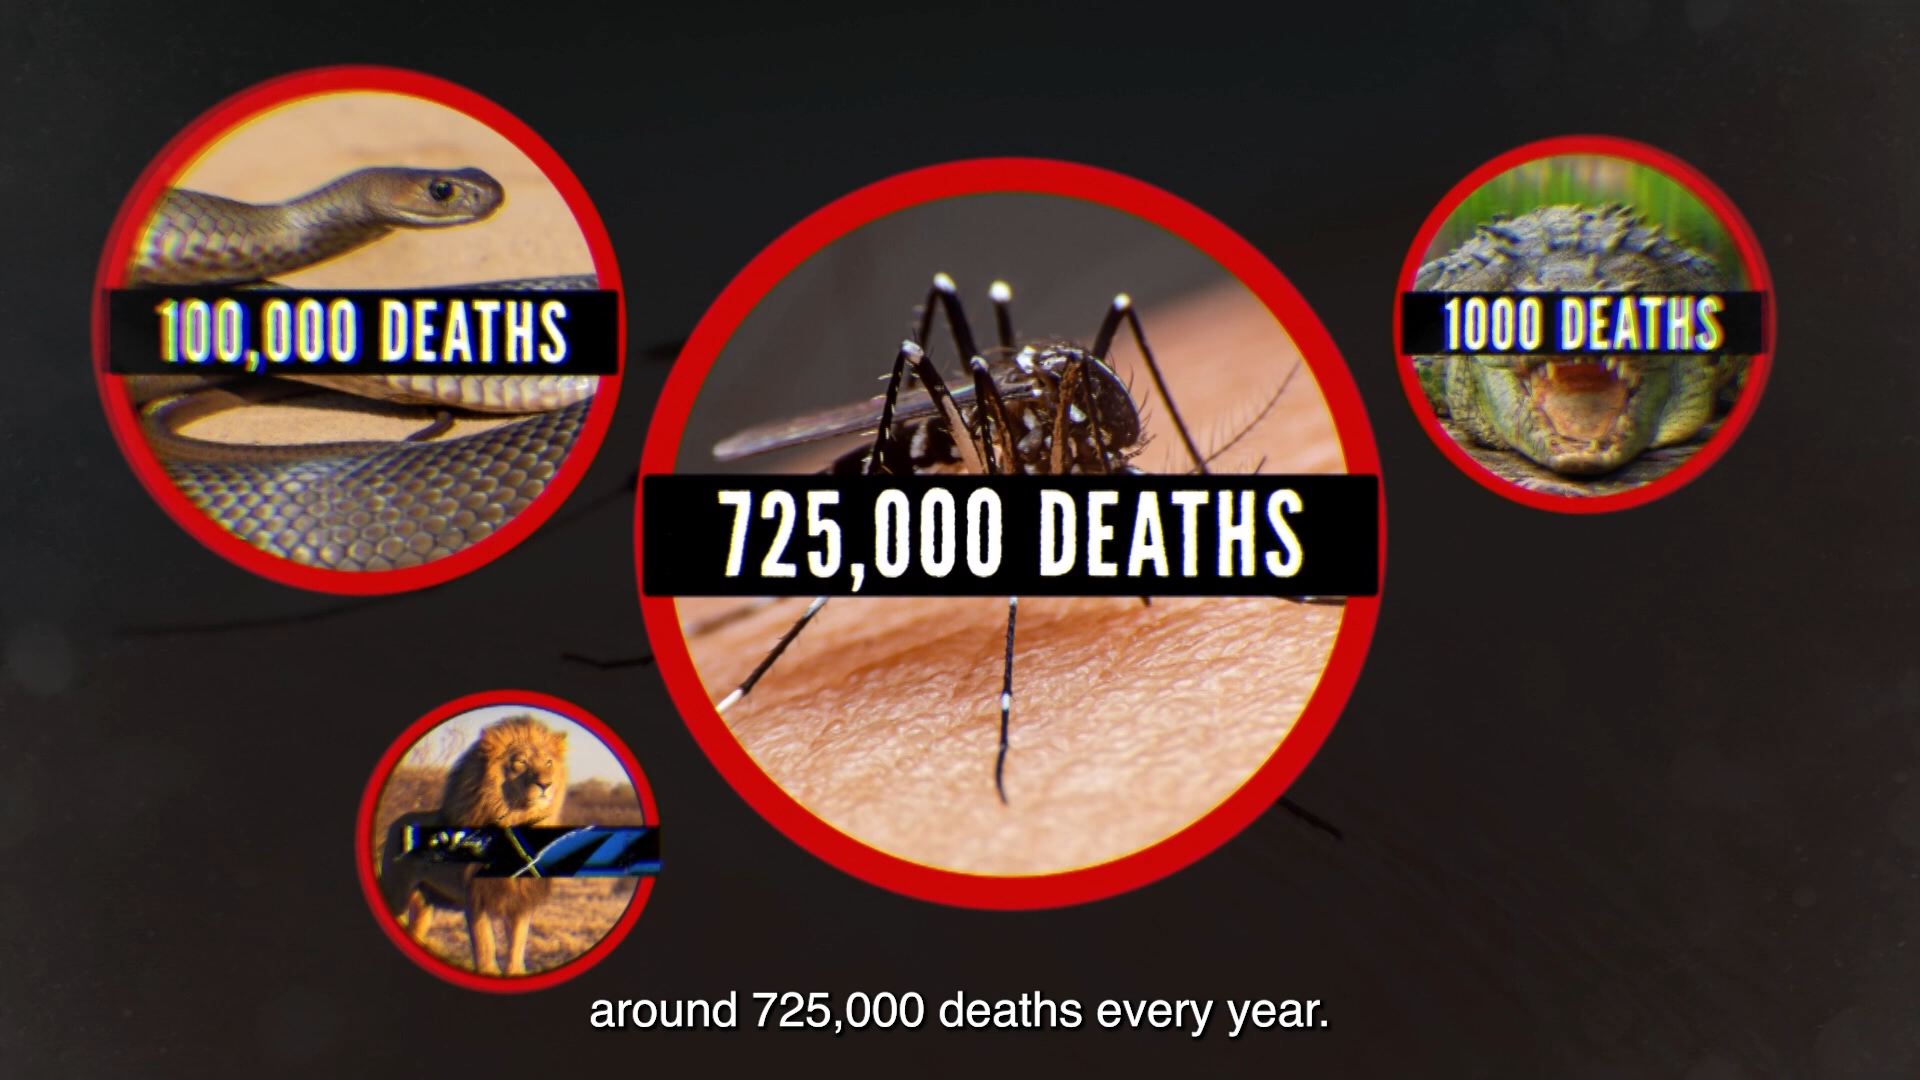 100,000 DEATHS
1000 DEATHS
725,000 DEATHS
around 725,000 deaths every year.